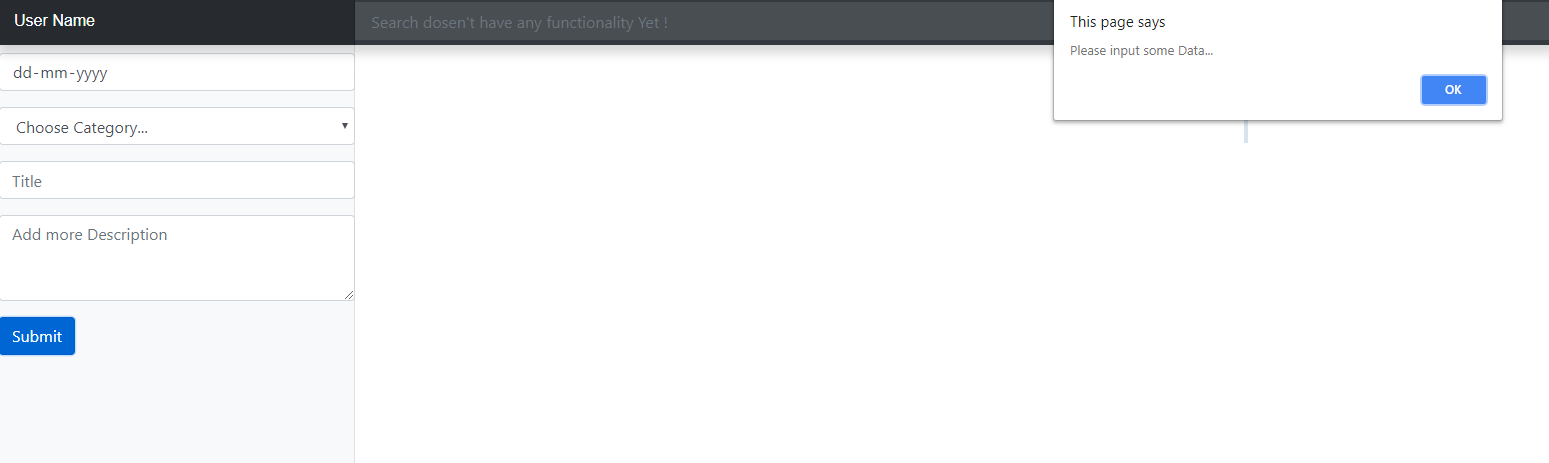 User Name
Search dosen't have any functionality Yet !
This page says
Please input some Data...
OK
dd-mm-yyyy
Choose Category...
Title
Add more Description
Submit